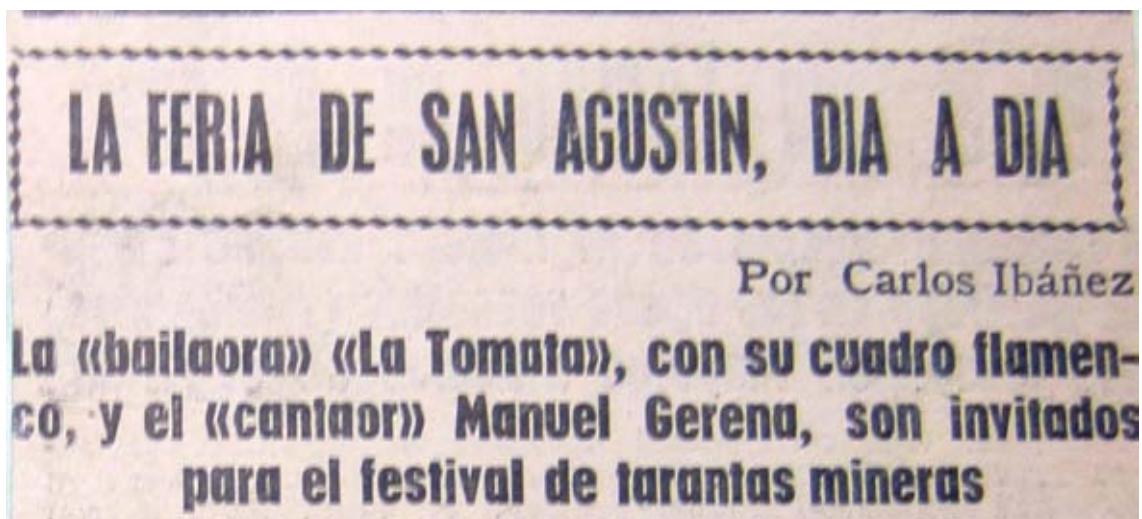 LA FERIA DE SAN AGUSTIN, DIA A DIA
Por Carlos Ibáñez
La «bailaora» «La Tomata», con su cuadro flamen-
co, y el «cantaor» Manuel Gerena, son invitados
para el festival de tarantas mineras